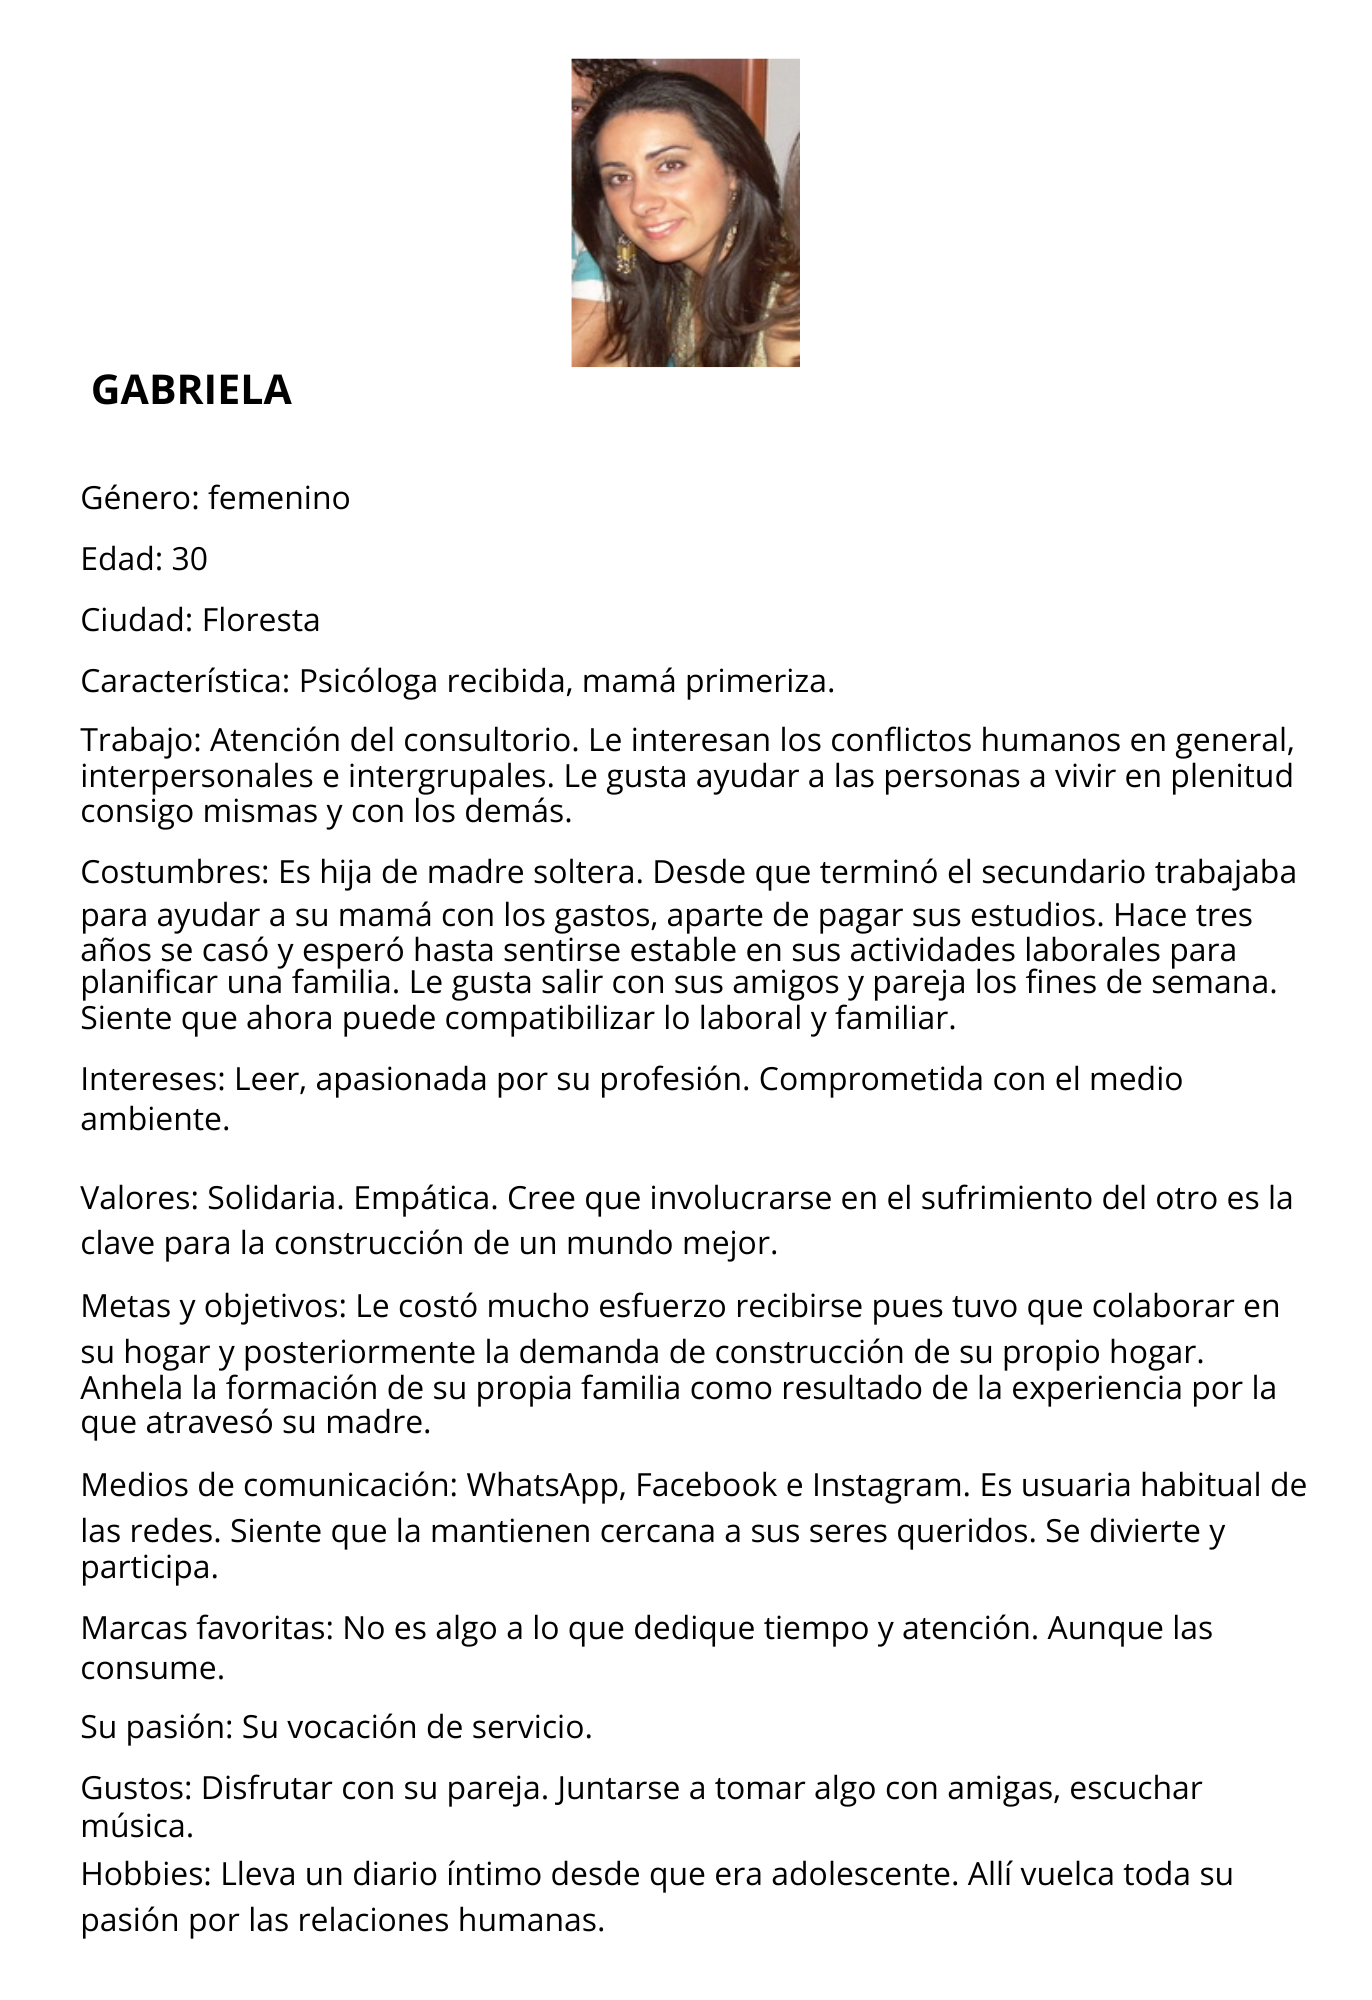 GABRIELA
Género: femenino
Edad: 30
Ciudad: Floresta
Característica: Psicóloga recibida, mamá primeriza.
Trabajo: Atención del consultorio. Le interesan los conflictos humanos en general,
interpersonales e intergrupales. Le gusta ayudar a las personas a vivir en plenitud
consigo mismas y con los demás.
Costumbres: Es hija de madre soltera. Desde que terminó el secundario trabajaba
para ayudar a su mamá con los gastos, aparte de pagar sus estudios. Hace tres
años se casó y esperó hasta sentirse estable en sus actividades laborales para
planificar una familia. Le gusta salir con sus amigos y pareja los fines de semana.
Siente que ahora puede compatibilizar lo laboral y familiar.
Intereses: Leer, apasionada por su profesión. Comprometida con el medio
ambiente.
Valores: Solidaria. Empática. Cree que involucrarse en el sufrimiento del otro es la
clave para la construcción de un mundo mejor.
Metas y objetivos: Le costó mucho esfuerzo recibirse pues tuvo que colaborar en
su hogar y posteriormente la demanda de construcción de su propio hogar.
Anhela la formación de su propia familia como resultado de la experiencia por la
que atravesó su madre.
Medios de comunicación: WhatsApp, Facebook e Instagram. Es usuaria habitual de
las redes. Siente que la mantienen cercana a sus seres queridos. Se divierte y
participa.
Marcas favoritas: No es algo a lo que dedique tiempo y atención. Aunque las
consume.
Su pasión: Su vocación de servicio.
Gustos: Disfrutar con su pareja. Juntarse a tomar algo con amigas, escuchar
música.
Hobbies: Lleva un diario íntimo desde que era adolescente. Allí vuelca toda su
pasión por las relaciones humanas.